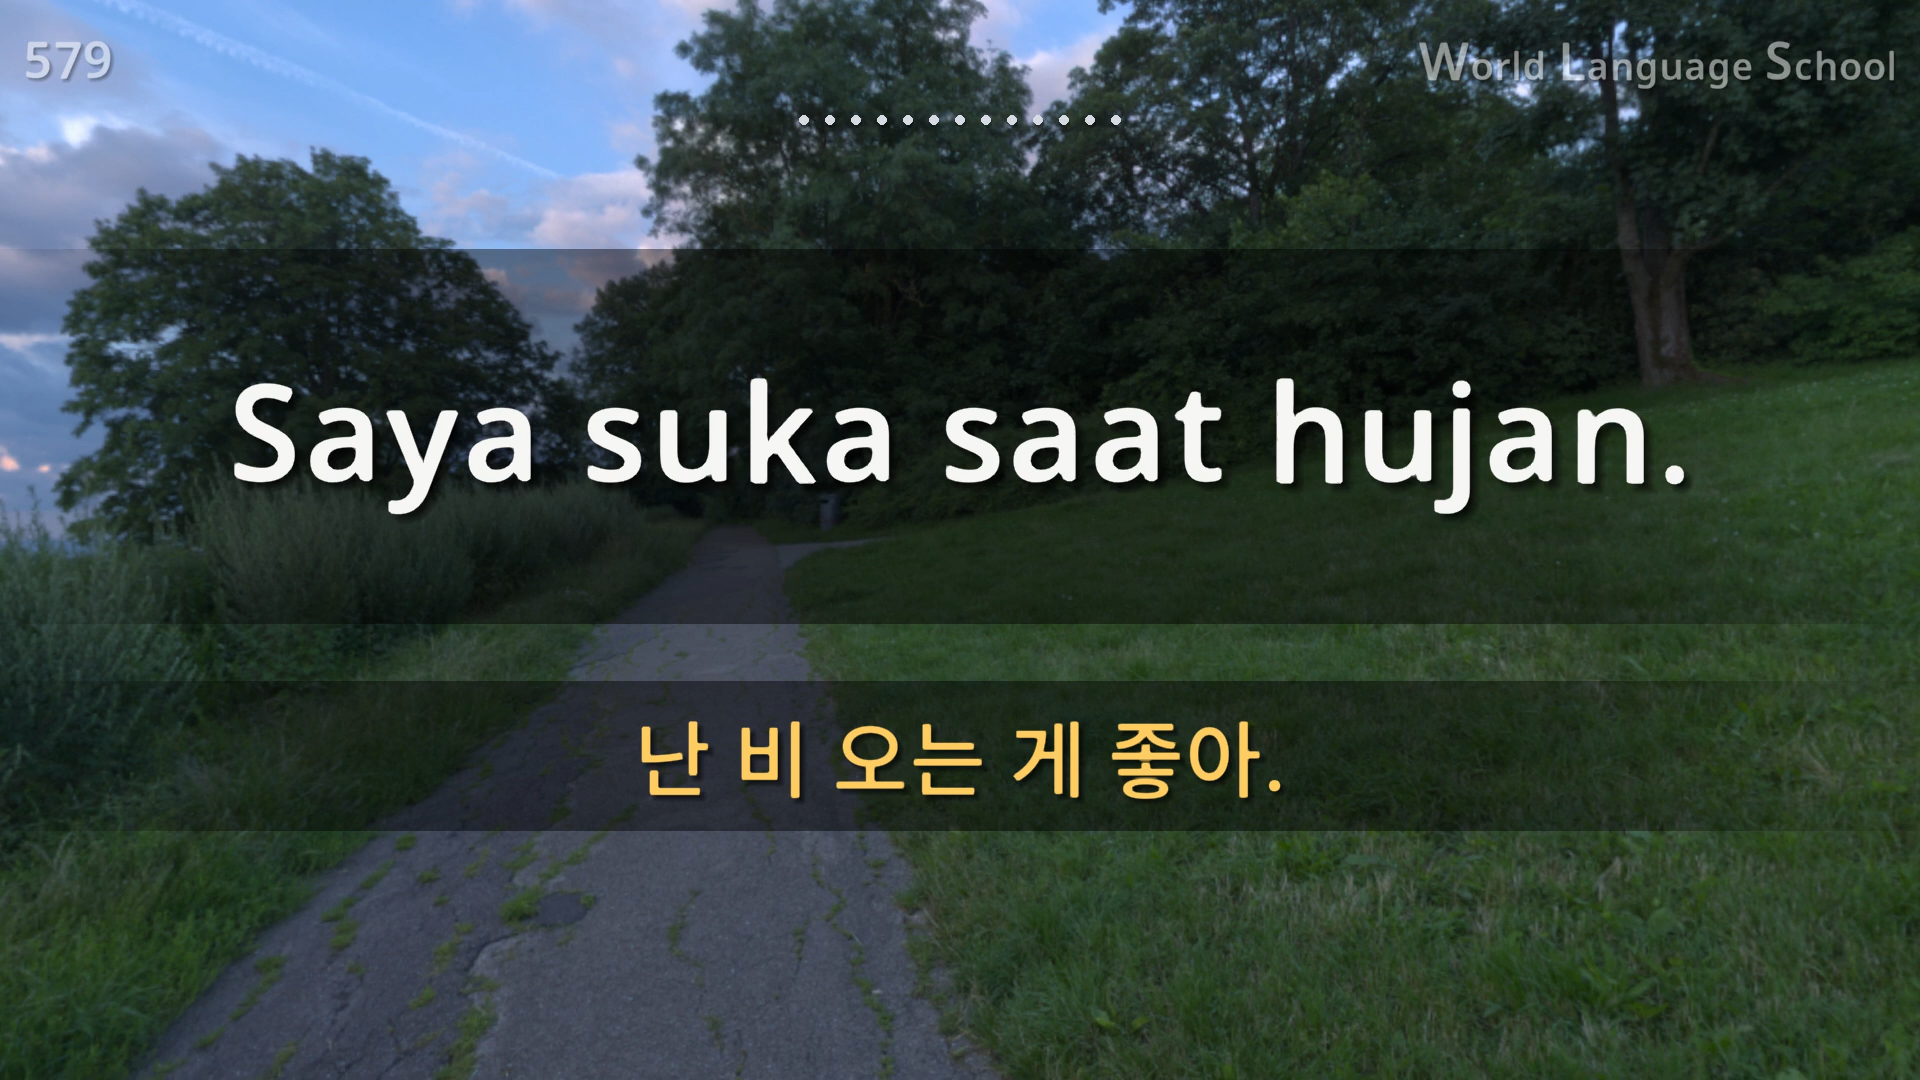 579
World Language School
Saya suka saat hujan.
난 비 오는 게 좋아.